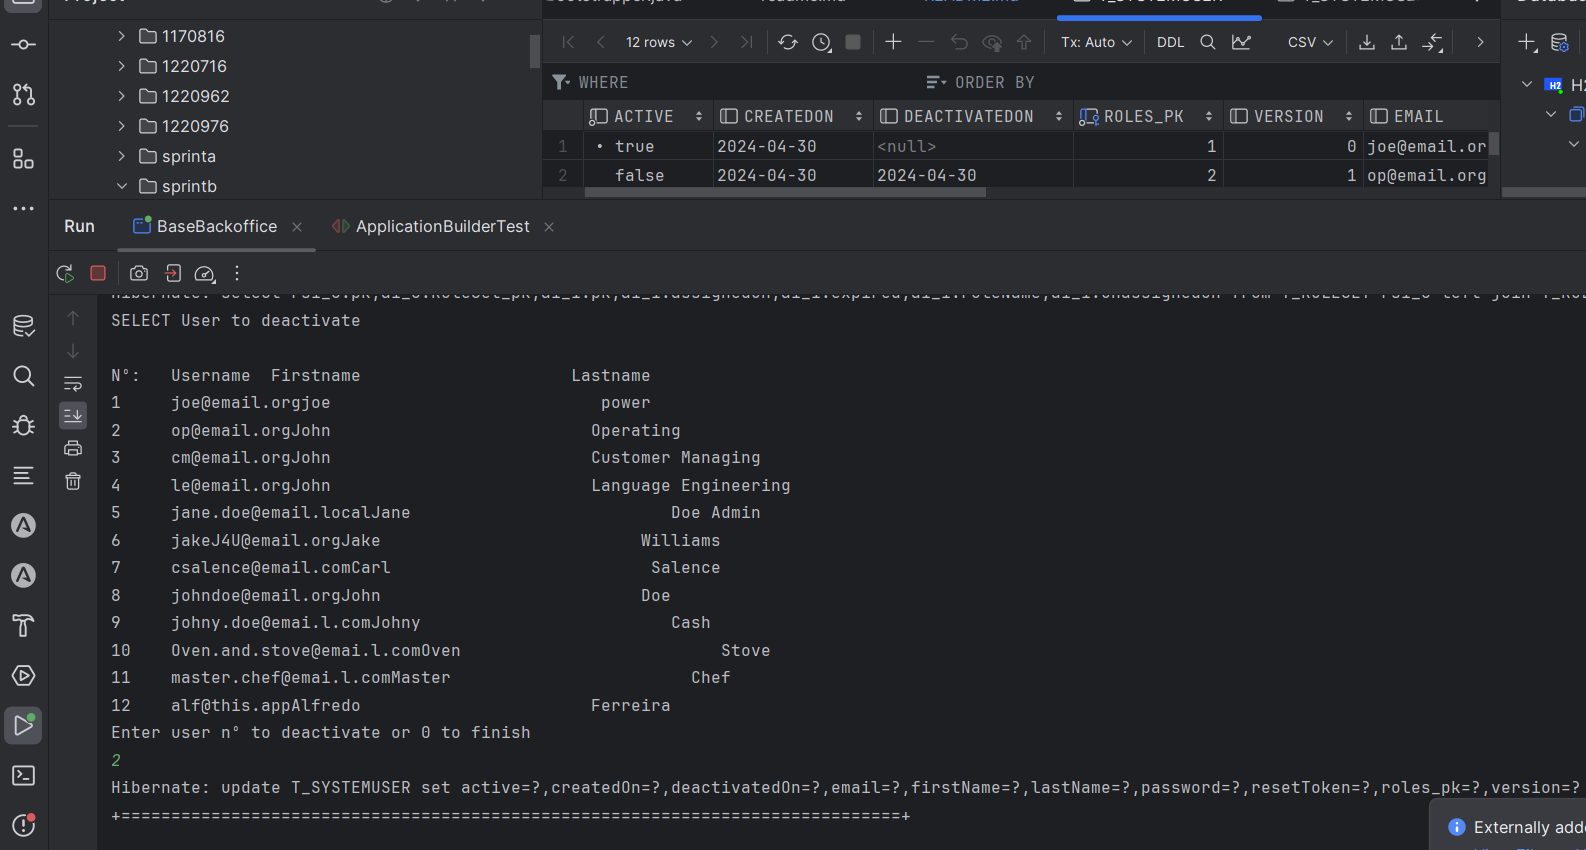 1170816
1220716
1220962
1220976
sprinta
sprintb
12 rows
Tx: Auto
DDL
CSV
WHERE
ORDER BY
ACTIVE CREATEDON DEACTIVATEDON ROLES_PK VERSION EMAIL
1 • true 2024-04-30 <null> 1 0 joe@email.or
2 false 2024-04-30 2024-04-30 2 1 op@email.org
Run BaseBackoffice ApplicationBuilderTest
SELECT User to deactivate
Nº: Username Firstname Lastname
1 joe@email.orgjoe power
2 op@email.orgJohn Operating
3 cm@email.orgJohn Customer Managing
4 le@email.orgJohn Language Engineering
5 jane.doe@email.localJane Doe Admin
6 jakeJ4U@email.orgJake Williams
7 csalence@email.comCarl Salence
8 johndoe@email.orgJohn Doe
9 johny.doe@emai.l.comJohny Cash
10 Oven.and.stove@emai.l.comOven Stove
11 master.chef@emai.l.comMaster Chef
12 alf@this.appAlfredo Ferreira
Enter user nº to deactivate or 0 to finish
2
Hibernate: update T_SYSTEMUSER set active=?,createdOn=?,deactivatedOn=?,email=?,firstName=?,lastName=?,password=?,resetToken=?,roles_pk=?,version=?
+==============================================================================+
Externally adde